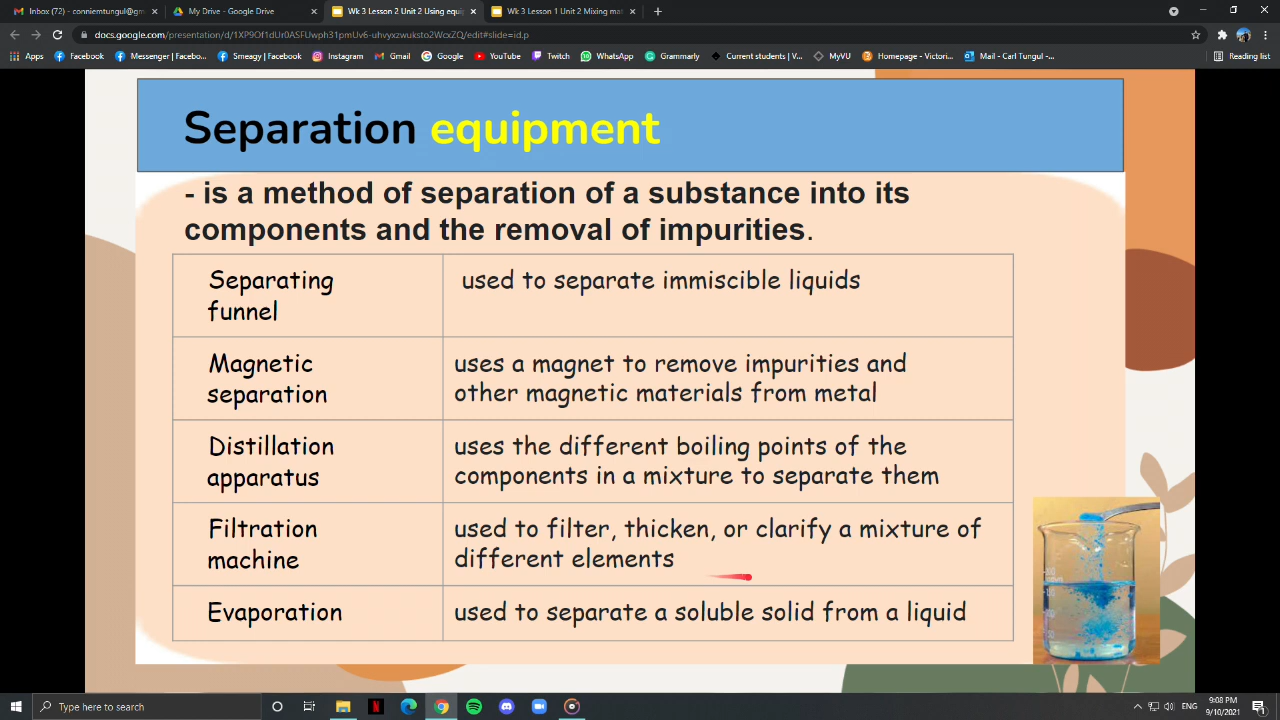 Inbox (72) - conniemtungul@gm
My Drive - Google Drive
Wk 3 Lesson 2 Unit 2 Using equip
Wk 3 Lesson 1 Unit 2 Mixing mat
docs.google.com/presentation/d/1XP9Of1dUr0ASFUwph31pmUv6-uhvyxzwuksto2WoxZQ/edit#slide=id.p
Apps
Facebook
Messenger | Facebo...
Smeagy | Facebook
Instagram
Gmail
Google
YouTube
Twitch
WhatsApp
Grammarly
Current students | V...
MyVU
Homepage - Victori...
Mail - Carl Tungul -...
Reading list
Separation equipment
- is a method of separation of a substance into its
components and the removal of impurities.
Separating
funnel
used to separate immiscible liquids
Magnetic
separation
uses a magnet to remove impurities and
other magnetic materials from metal
Distillation
apparatus
uses the different boiling points of the
components in a mixture to separate them
Filtration
machine
used to filter, thicken, or clarify a mixture of
different elements
Evaporation
used to separate a soluble solid from a liquid
Type here to search
ENG
9:08 PM
9/10/2021